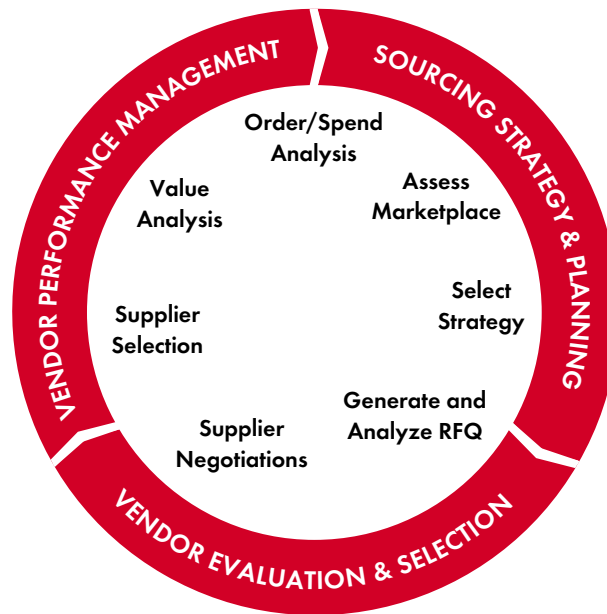 VENDOR PERFORMANCE MANAGEMENT
SOURCING STRATEGY & PLANNING
VENDOR EVALUATION & SELECTION
Order/Spend
Analysis
Assess
Marketplace
Select
Strategy
Generate and
Analyze RFQ
Supplier
Negotiations
Supplier
Selection
Value
Analysis